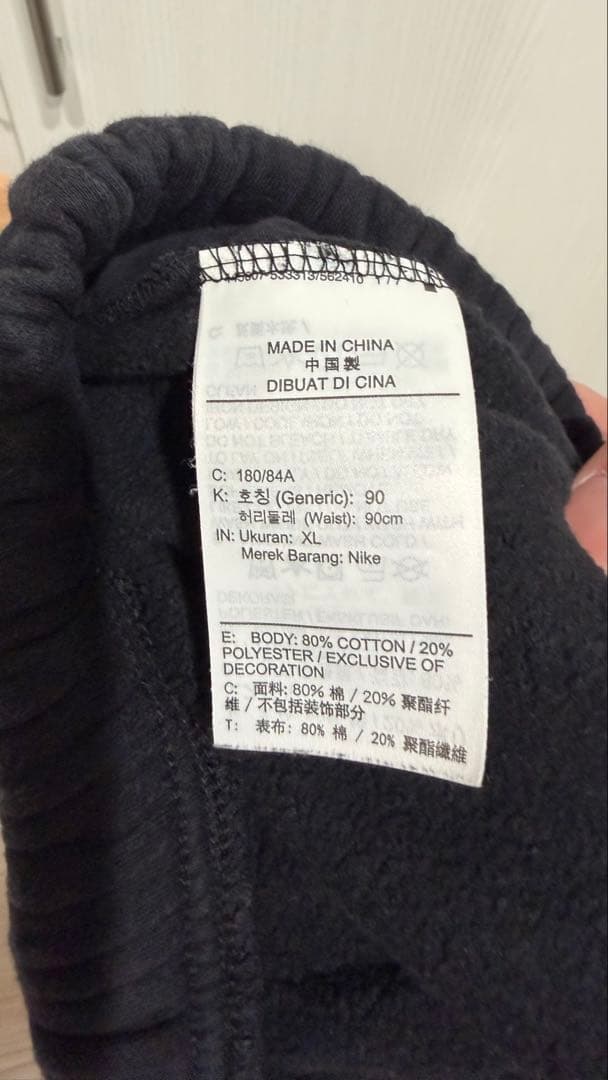 MADE IN CHINA
中国製
DIBUAT DI CINA
C: 180/84A
K: 호칭 (Generic): 90
허리둘레 (Waist): 90cm
IN: Ukuran: XL
Merek Barang: Nike
E: BODY: 80% COTTON / 20%
POLYESTER / EXCLUSIVE OF
DECORATION
C: 面料: 80% 棉 / 20% 聚酯纤
维 / 不包括装饰部分
T: 表布: 80% 棉 / 20% 聚酯纖維